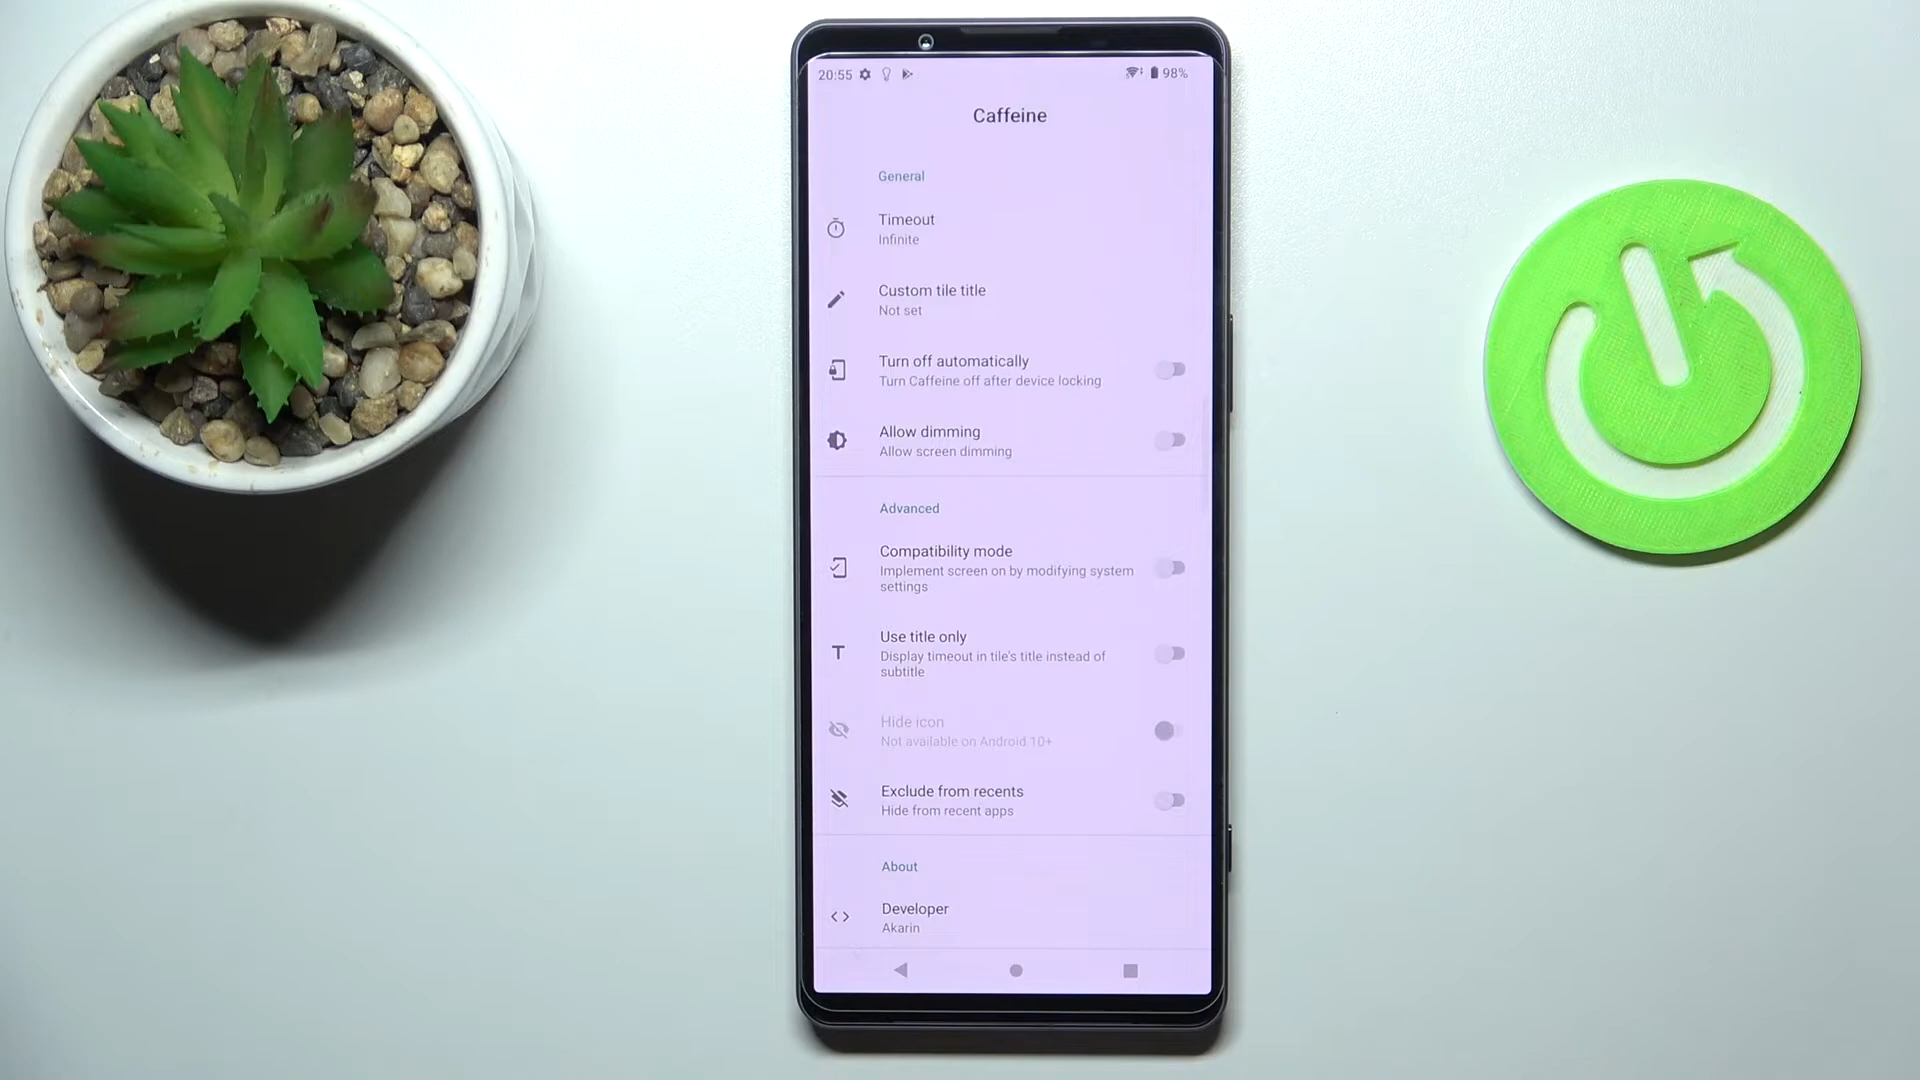 20:55
98%
Caffeine
General
Timeout
Infinite
Custom tile title
Not set
Turn off automatically
Turn Caffeine off after device locking
Allow dimming
Allow screen dimming
Advanced
Compatibility mode
Implement screen on by modifying system
settings
Use title only
Display timeout in tile's title instead of
subtitle
Hide icon
Not available on Android 10+
Exclude from recents
Hide from recent apps
About
Developer
Akarin